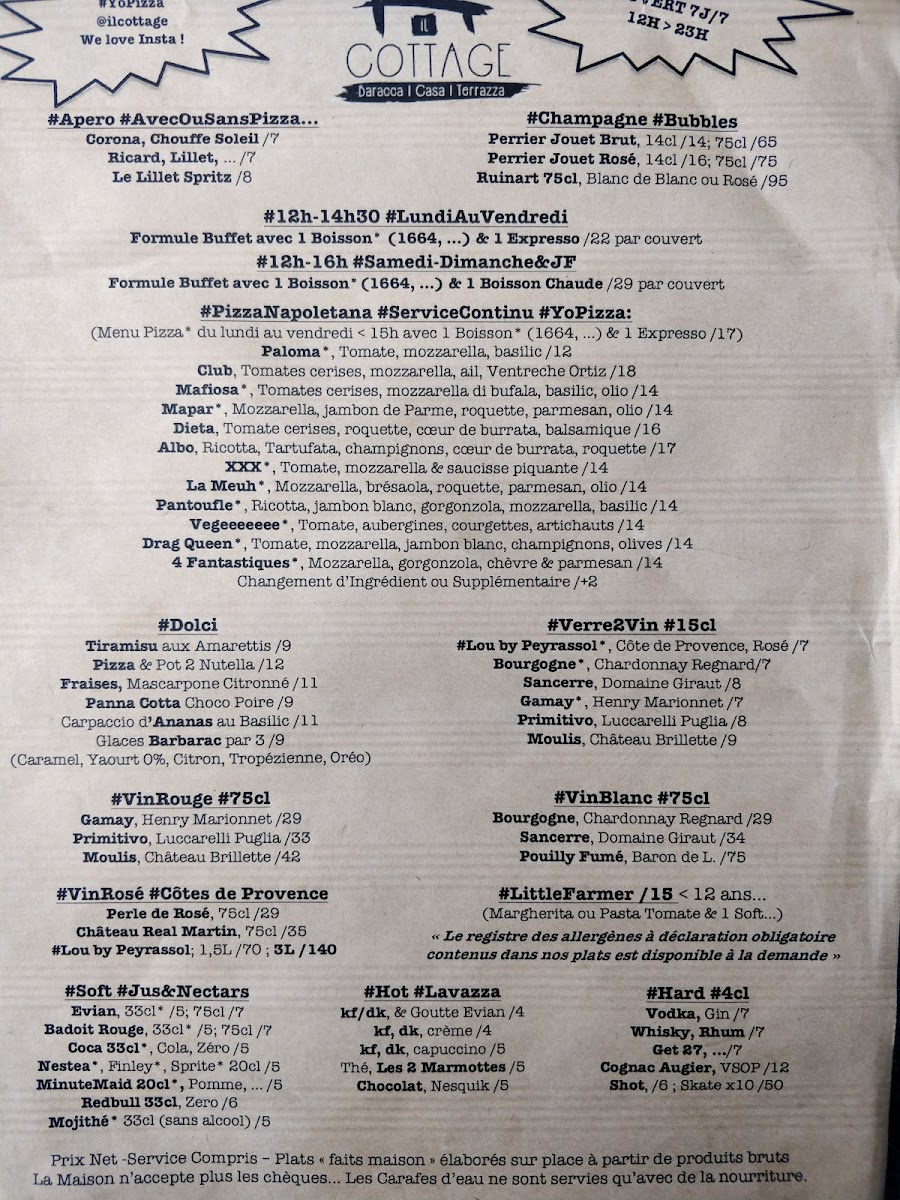 #YoPizza
@ilcottage
We love Insta !
IL
COTTAGE
Baracca | Casa | Terrazza
OUVERT 7J/7
12H > 23H
#Apero #AvecOuSansPizza...
Corona, Chouffe Soleil /7
Ricard, Lillet, ... /7
Le Lillet Spritz /8
#Champagne #Bubbles
Perrier Jouet Brut, 14cl /14; 75cl /65
Perrier Jouet Rosé, 14cl /16; 75cl /75
Ruinart 75cl, Blanc de Blanc ou Rosé /95
#12h-14h30 #LundiAuVendredi
Formule Buffet avec 1 Boisson* (1664, ...) & 1 Expresso /22 par couvert
#12h-16h #Samedi-Dimanche&JF
Formule Buffet avec 1 Boisson* (1664, ...) & 1 Boisson Chaude /29 par couvert
#PizzaNapoletana #ServiceContinu #YoPizza:
(Menu Pizza* du lundi au vendredi < 15h avec 1 Boisson* (1664, ...) & 1 Expresso /17)
Paloma*, Tomate, mozzarella, basilic /12
Club, Tomates cerises, mozzarella, ail, Ventreche Ortiz /18
Mafiosa*, Tomates cerises, mozzarella di bufala, basilic, olio /14
Mapar*, Mozzarella, jambon de Parme, roquette, parmesan, olio /14
Dieta, Tomate cerises, roquette, cœur de burrata, balsamique /16
Albo, Ricotta, Tartufata, champignons, cœur de burrata, roquette /17
XXX*, Tomate, mozzarella & saucisse piquante /14
La Meuh*, Mozzarella, brésaola, roquette, parmesan, olio /14
Pantoufle*, Ricotta, jambon blanc, gorgonzola, mozzarella, basilic /14
Vegeeeeeee*, Tomate, aubergines, courgettes, artichauts /14
Drag Queen*, Tomate, mozzarella, jambon blanc, champignons, olives /14
4 Fantastiques*, Mozzarella, gorgonzola, chèvre & parmesan /14
Changement d'Ingrédient ou Supplémentaire /+2
#Dolci
Tiramisu aux Amarettis /9
Pizza & Pot 2 Nutella /12
Fraises, Mascarpone Citronné /11
Panna Cotta Choco Poire /9
Carpaccio d'Ananas au Basilic /11
Glaces Barbarac par 3 /9
(Caramel, Yaourt 0%, Citron, Tropézienne, Oréo)
#Verre2Vin #15cl
#Lou by Peyrassol*, Côte de Provence, Rosé /7
Bourgogne*, Chardonnay Regnard/7
Sancerre, Domaine Giraut /8
Gamay*, Henry Marionnet /7
Primitivo, Luccarelli Puglia /8
Moulis, Château Brillette /9
#VinRouge #75cl
Gamay, Henry Marionnet /29
Primitivo, Luccarelli Puglia /33
Moulis, Château Brillette /42
#VinBlanc #75cl
Bourgogne, Chardonnay Regnard /29
Sancerre, Domaine Giraut /34
Pouilly Fumé, Baron de L. /75
#VinRosé #Côtes de Provence
Perle de Rosé, 75cl /29
Château Real Martin, 75cl /35
#Lou by Peyrassol; 1,5L /70 ; 3L /140
#LittleFarmer /15 < 12 ans...
(Margherita ou Pasta Tomate & 1 Soft...)
« Le registre des allergènes à déclaration obligatoire
contenus dans nos plats est disponible à la demande »
#Soft #Jus&Nectars
Evian, 33cl* /5; 75cl /7
Badoit Rouge, 33cl* /5; 75cl /7
Coca 33cl*, Cola, Zéro /5
Nestea*, Finley*, Sprite* 20cl /5
MinuteMaid 20cl*, Pomme, ... /5
Redbull 33cl, Zero /6
Mojithé* 33cl (sans alcool) /5
#Hot #Lavazza
kf/dk, & Goutte Evian /4
kf, dk, crème /4
kf, dk, capuccino /5
Thé, Les 2 Marmottes /5
Chocolat, Nesquik /5
#Hard #4cl
Vodka, Gin /7
Whisky, Rhum /7
Get 27, .../7
Cognac Augier, VSOP /12
Shot, /6 ; Skate x10 /50
Prix Net -Service Compris – Plats « faits maison » élaborés sur place à partir de produits bruts
La Maison n'accepte plus les chèques... Les Carafes d'eau ne sont servies qu'avec de la nourriture.